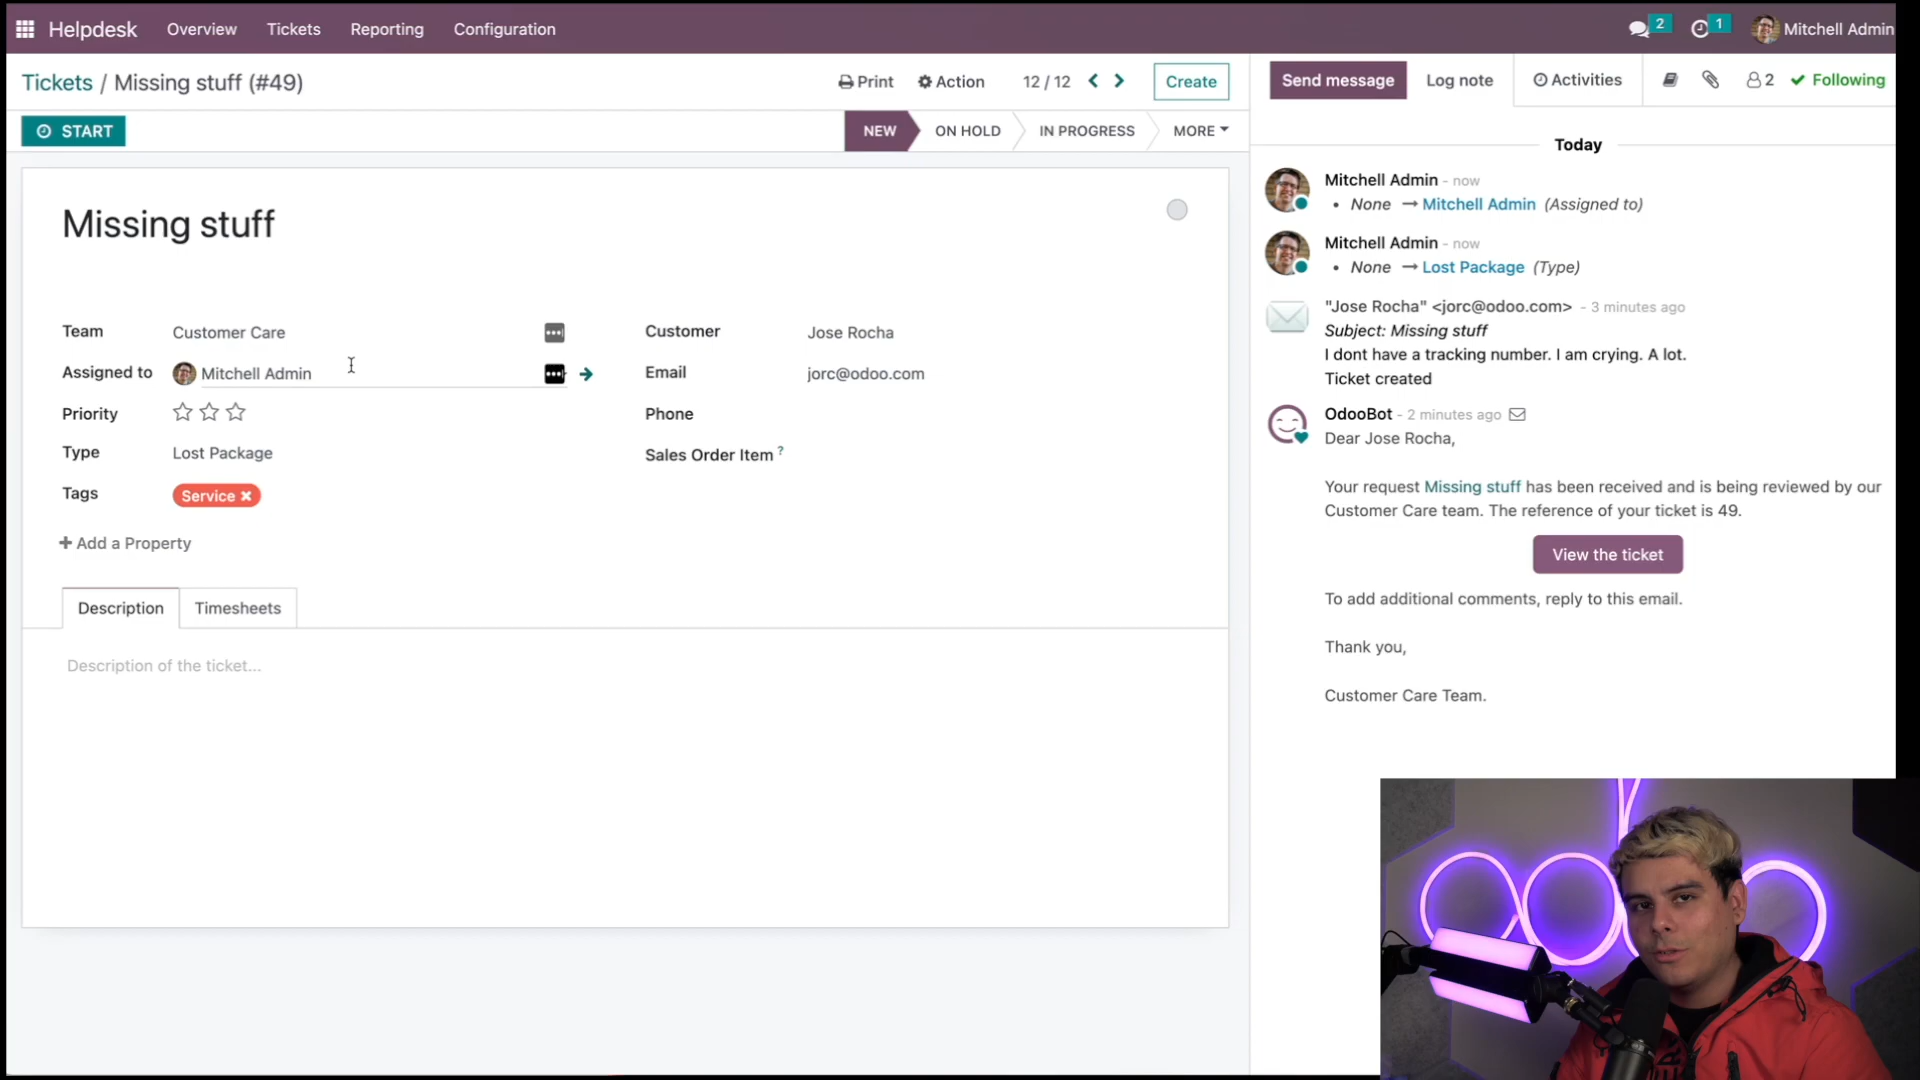 Helpdesk Overview Tickets Reporting Configuration 2 1 Mitchell Admin
Tickets / Missing stuff (#49) Print Action 12 / 12 Create
START NEW ON HOLD IN PROGRESS MORE
Missing stuff
Team Customer Care
Assigned to Mitchell Admin
Priority
Type Lost Package
Tags Service
Add a Property
Customer Jose Rocha
Email jorc@odoo.com
Phone
Sales Order Item ?
Description Timesheets
Description of the ticket...
Send message Log note Activities 2 Following
Today
Mitchell Admin - now
• None → Mitchell Admin (Assigned to)
Mitchell Admin - now
• None → Lost Package (Type)
"Jose Rocha" <jorc@odoo.com> - 3 minutes ago
Subject: Missing stuff
I dont have a tracking number. I am crying. A lot.
Ticket created
OdooBot - 2 minutes ago
Dear Jose Rocha,
Your request Missing stuff has been received and is being reviewed by our
Customer Care team. The reference of your ticket is 49.
View the ticket
To add additional comments, reply to this email.
Thank you,
Customer Care Team.
odoo